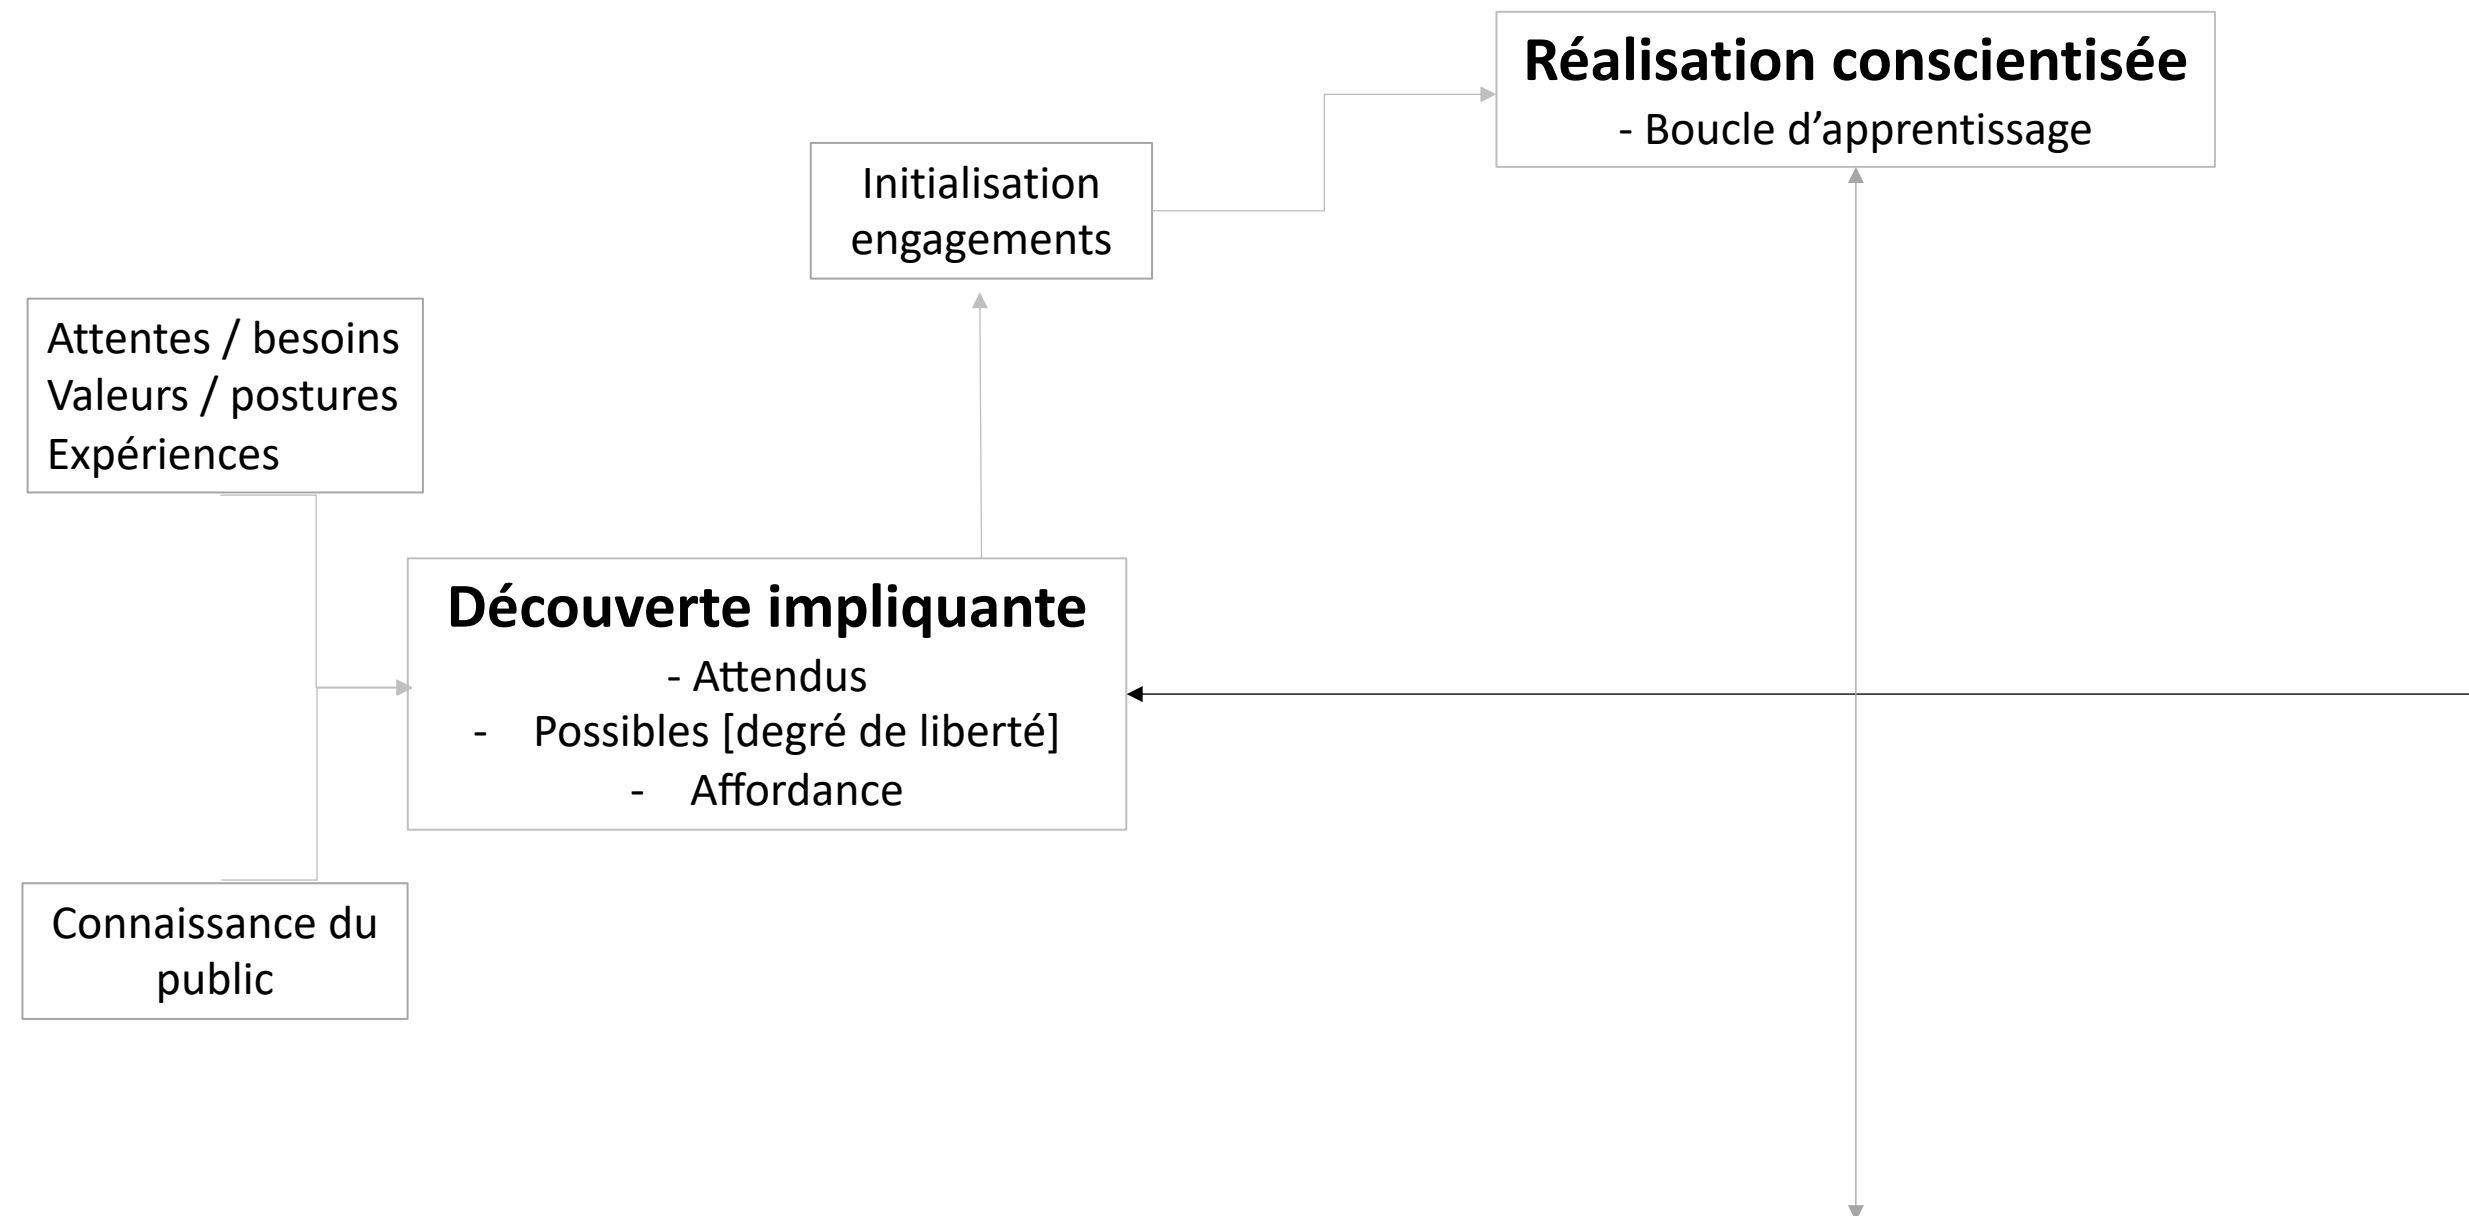 Réalisation conscientisée
- Boucle d’apprentissage
Initialisation
engagements
Attentes / besoins
Valeurs / postures
Expériences
Découverte impliquante
- Attendus
- Possibles [degré de liberté]
- Affordance
Connaissance du
public